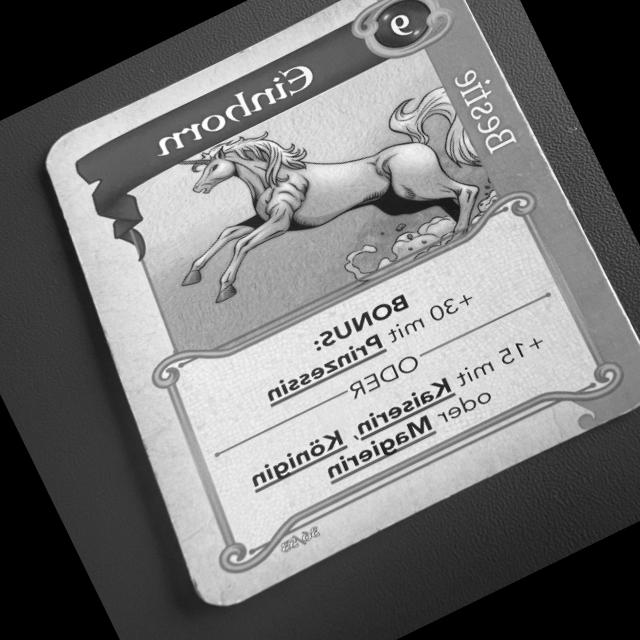 9
Einhorn
Bestie
BONUS:
+30 mit Prinzessin
ODER
+15 mit Kaiserin, Königin
oder Magierin